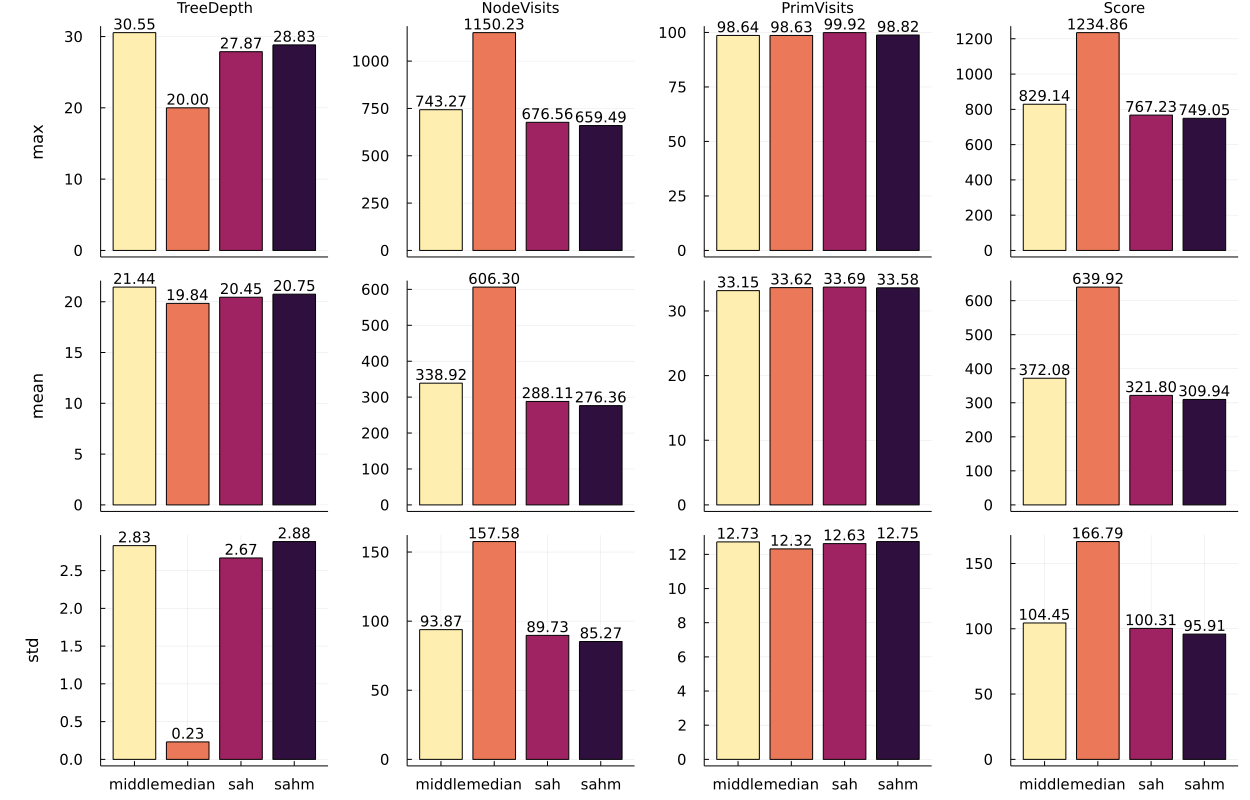 TreeDepth NodeVisits PrimVisits Score
max
30 20 10 0
30.55 20.00 27.87 28.83
1000 750 500 250 0
743.27 1150.23 676.56 659.49
100 75 50 25 0
98.64 98.63 99.92 98.82
1200 1000 800 600 400 200 0
829.14 1234.86 767.23 749.05
mean
20 15 10 5 0
21.44 19.84 20.45 20.75
600 500 400 300 200 100 0
338.92 606.30 288.11 276.36
30 20 10 0
33.15 33.62 33.69 33.58
600 500 400 300 200 100 0
372.08 639.92 321.80 309.94
std
2.5 2.0 1.5 1.0 0.5 0.0
2.83 0.23 2.67 2.88
150 100 50 0
93.87 157.58 89.73 85.27
12 10 8 6 4 2 0
12.73 12.32 12.63 12.75
150 100 50 0
104.45 166.79 100.31 95.91
middle median sah sahm
middle median sah sahm
middle median sah sahm
middle median sah sahm